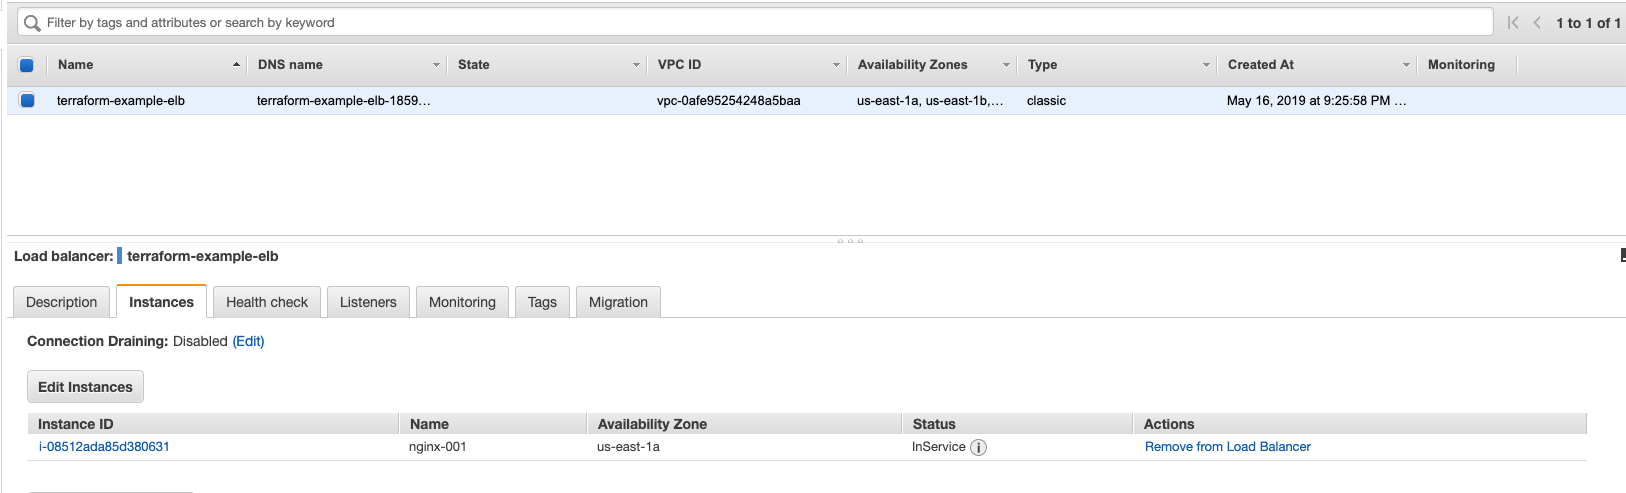 Filter by tags and attributes or search by keyword
1 to 1 of 1
Name DNS name State VPC ID Availability Zones Type Created At Monitoring
terraform-example-elb terraform-example-elb-1859... vpc-0afe95254248a5baa us-east-1a, us-east-1b,... classic May 16, 2019 at 9:25:58 PM ...
Load balancer: terraform-example-elb
Description Instances Health check Listeners Monitoring Tags Migration
Connection Draining: Disabled (Edit)
Edit Instances
Instance ID Name Availability Zone Status Actions
i-08512ada85d380631 nginx-001 us-east-1a InService i Remove from Load Balancer